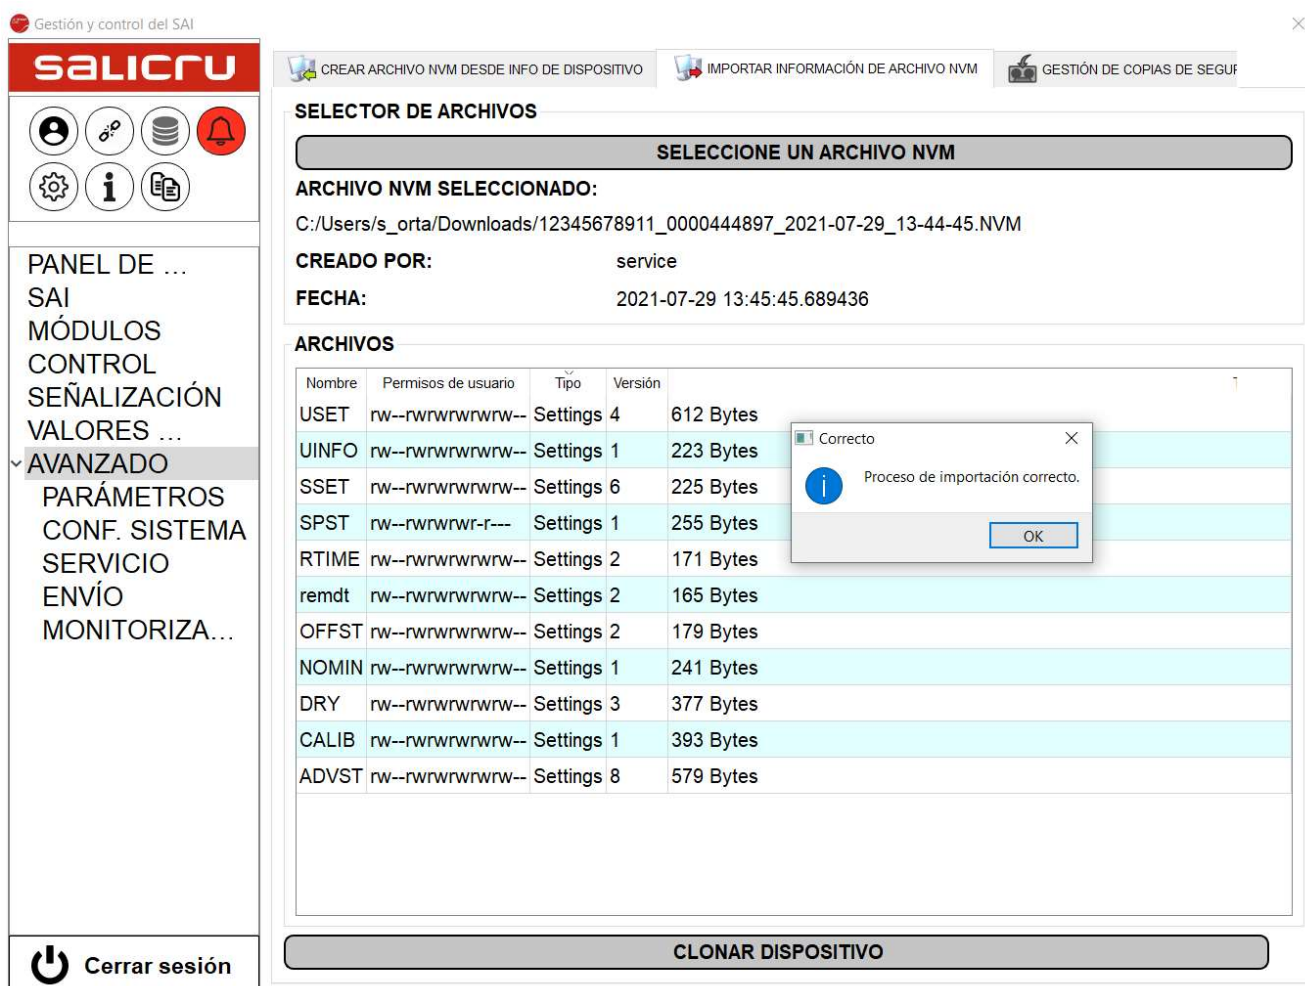 Gestión y control del SAI
salicru
CREAR ARCHIVO NVM DESDE INFO DE DISPOSITIVO
IMPORTAR INFORMACIÓN DE ARCHIVO NVM
GESTIÓN DE COPIAS DE SEGUR
SELECTOR DE ARCHIVOS
SELECCIONE UN ARCHIVO NVM
ARCHIVO NVM SELECCIONADO:
C:/Users/s_orta/Downloads/12345678911_0000444897_2021-07-29_13-44-45.NVM
CREADO POR: service
FECHA: 2021-07-29 13:45:45.689436
PANEL DE ...
SAI
MÓDULOS
CONTROL
SEÑALIZACIÓN
VALORES ...
AVANZADO
PARÁMETROS
CONF. SISTEMA
SERVICIO
ENVÍO
MONITORIZA...
Cerrar sesión
ARCHIVOS
Nombre Permisos de usuario Tipo Versión
USET rw--rwrwrwrwrw-- Settings 4 612 Bytes
UINFO rw--rwrwrwrwrw-- Settings 1 223 Bytes
SSET rw--rwrwrwrwrw-- Settings 6 225 Bytes
SPST rw--rwrwrwr-r--- Settings 1 255 Bytes
RTIME rw--rwrwrwrwrw-- Settings 2 171 Bytes
remdt rw--rwrwrwrwrw-- Settings 2 165 Bytes
OFFST rw--rwrwrwrwrw-- Settings 2 179 Bytes
NOMIN rw--rwrwrwrwrw-- Settings 1 241 Bytes
DRY rw--rwrwrwrwrw-- Settings 3 377 Bytes
CALIB rw--rwrwrwrwrw-- Settings 1 393 Bytes
ADVST rw--rwrwrwrwrw-- Settings 8 579 Bytes
Correcto
Proceso de importación correcto.
OK
CLONAR DISPOSITIVO